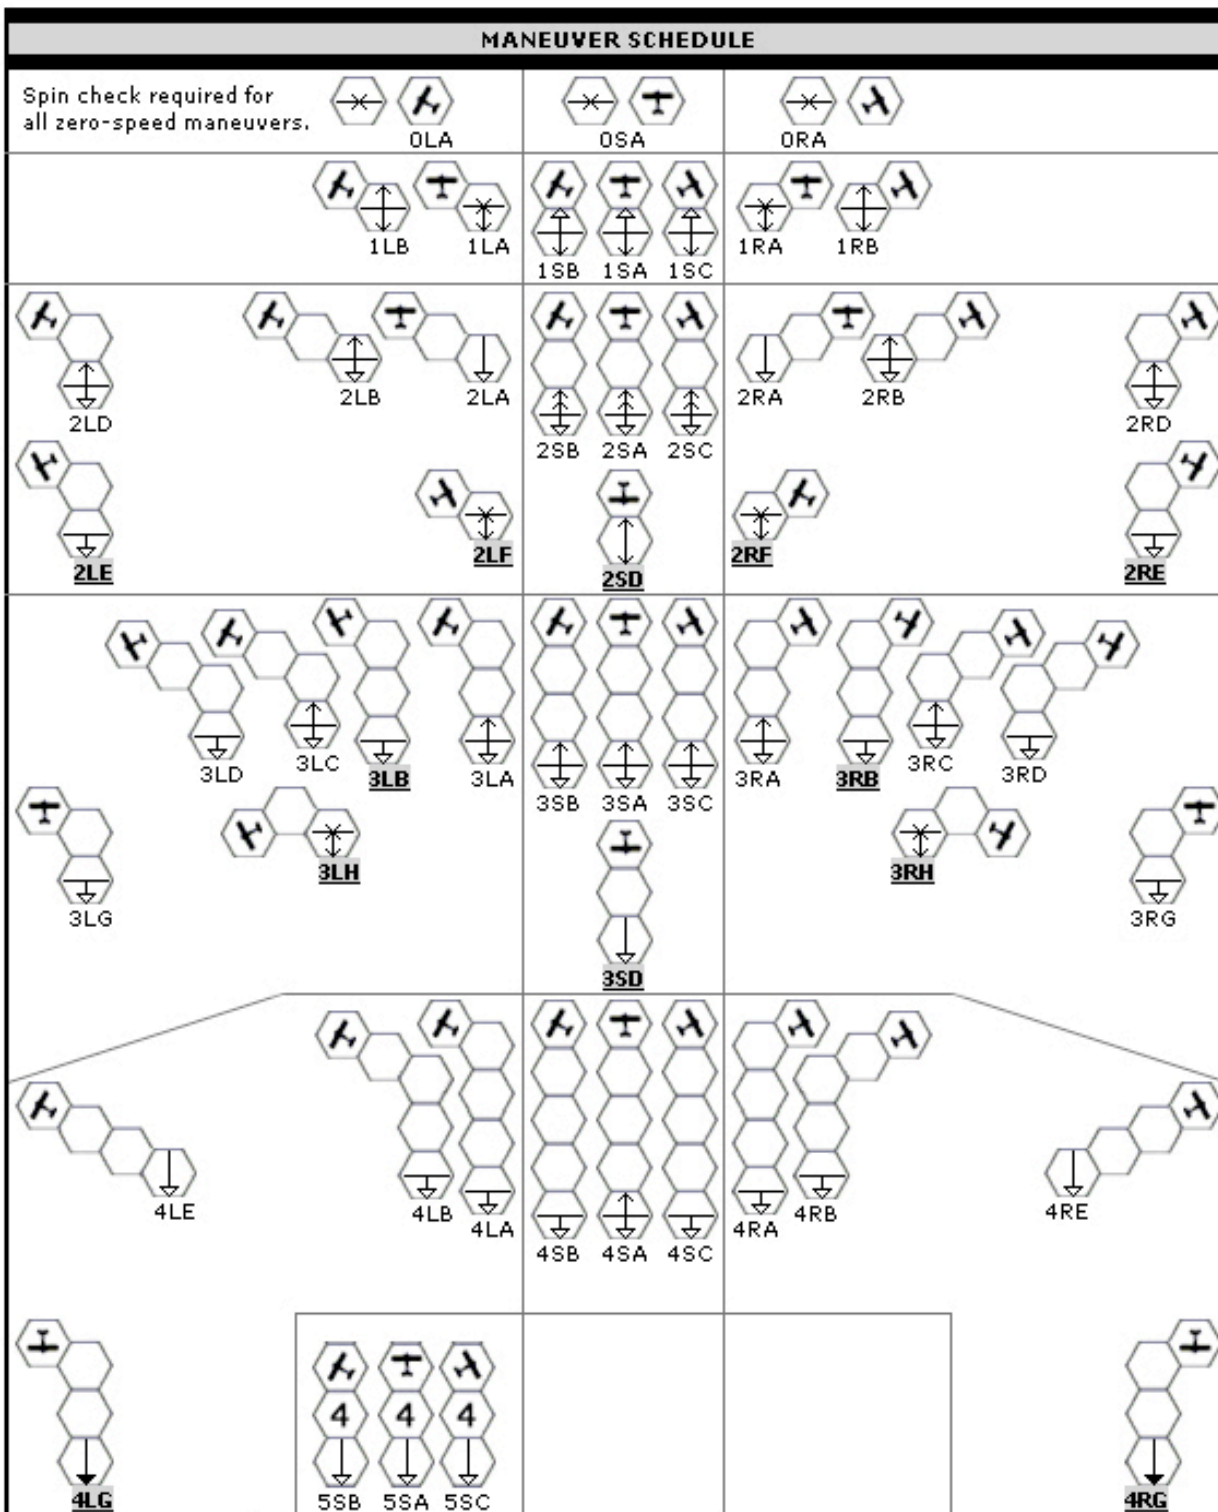 MANEUVER SCHEDULE
Spin check required for
all zero-speed maneuvers.
0LA 0SA 0RA
1LB 1LA 1RA 1RB
1SB 1SA 1SC
2LB 2LA 2RA 2RB
2LD 2RD
2SB 2SA 2SC
2LF 2RF
2LE 2SD 2RE
3LD 3LC 3LB 3LA 3RA 3RB 3RC 3RD
3SB 3SA 3SC
3LH 3RH
3LG 3RG
3SD
4LE 4LB 4LA 4RA 4RB 4RE
4SB 4SA 4SC
4 4 4
4LG 5SB 5SA 5SC 4RG